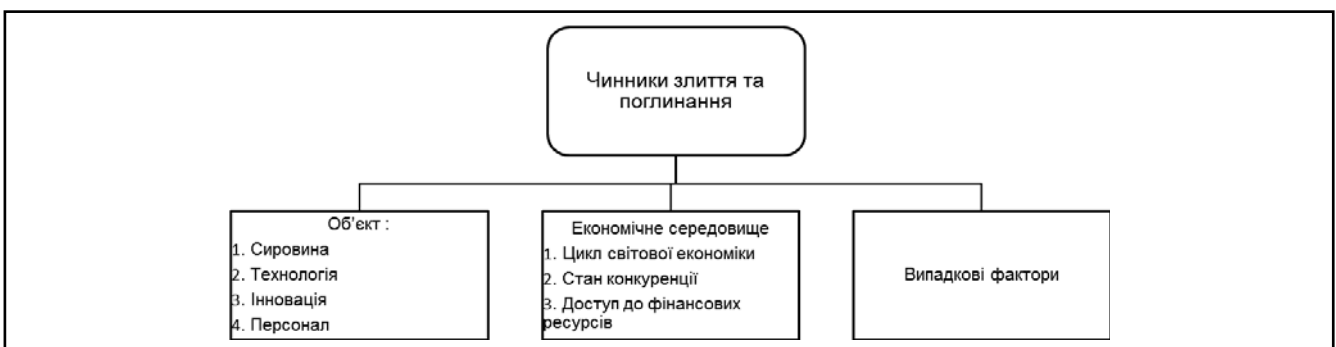 Чинники злиття та
поглинання
Об'єкт :
1. Сировина
2. Технологія
3. Інновація
4. Персонал
Економічне середовище
1. Цикл світової економіки
2. Стан конкуренції
3. Доступ до фінансових
ресурсів
Випадкові фактори